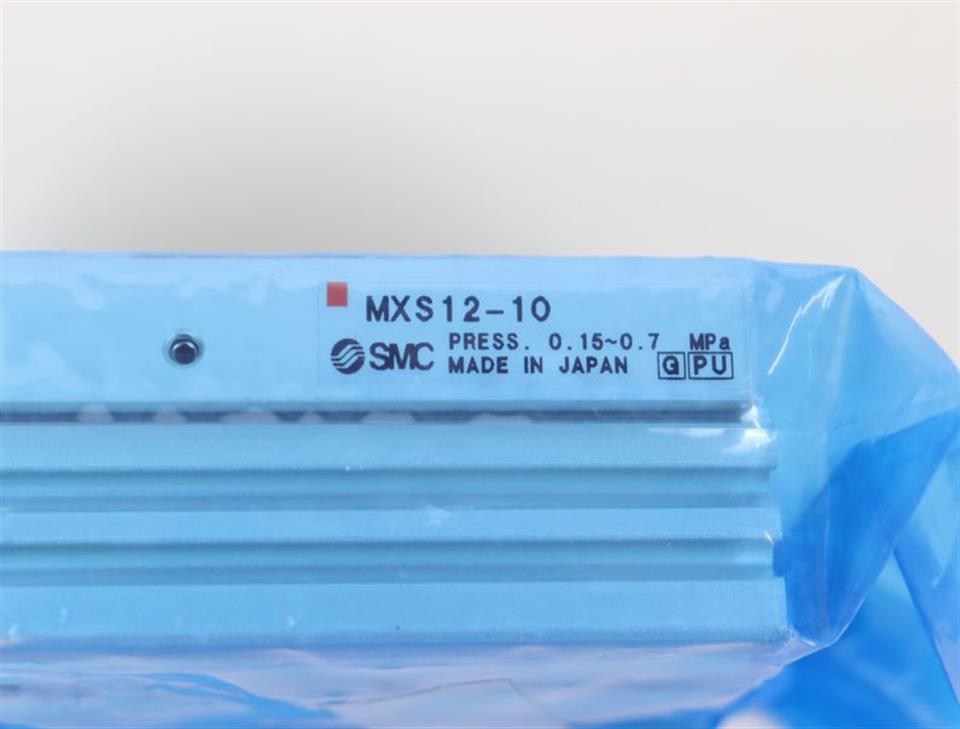 MXS12-10
SMC PRESS. 0.15~0.7 MPa
MADE IN JAPAN G PU